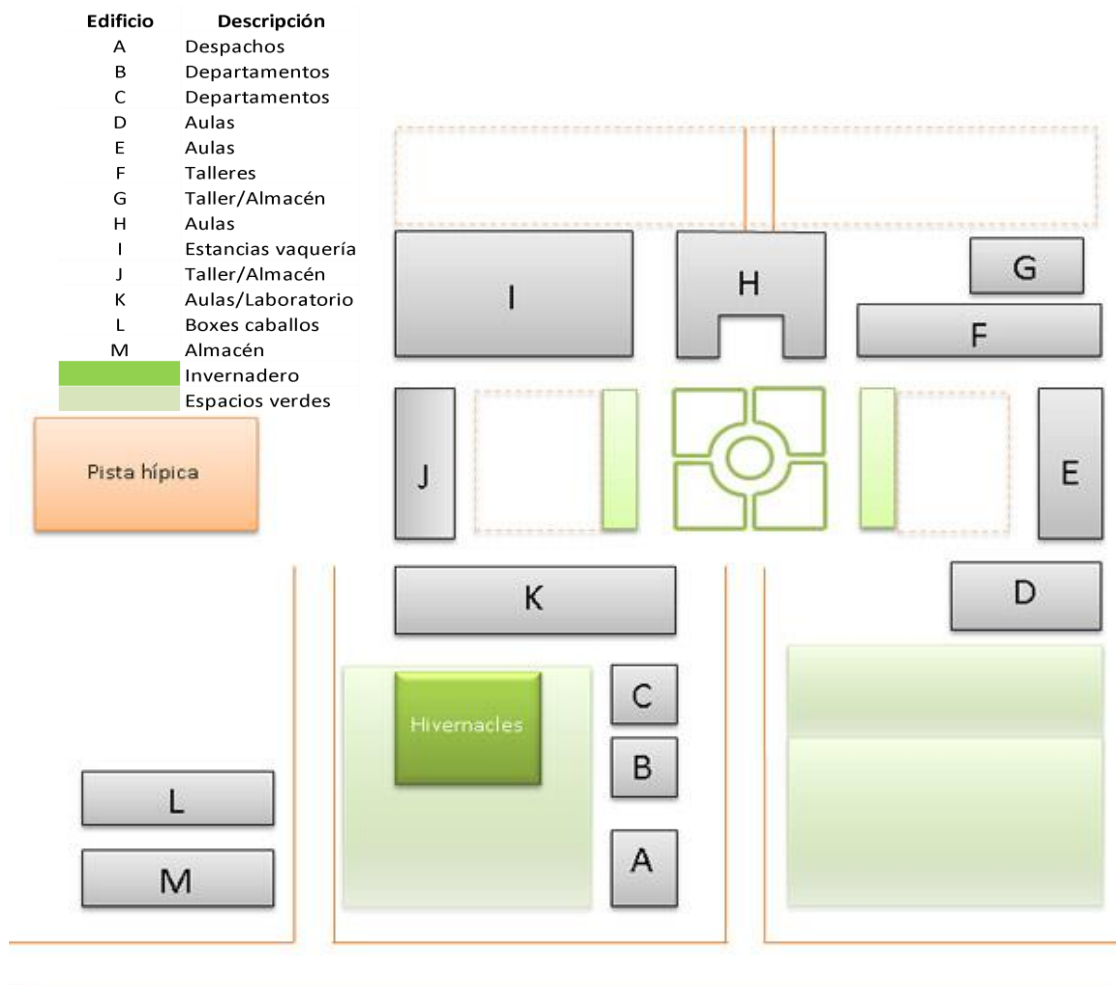 Edificio Descripción
A Despachos
B Departamentos
C Departamentos
D Aulas
E Aulas
F Talleres
G Taller/Almacén
H Aulas
I Estancias vaquería
J Taller/Almacén
K Aulas/Laboratorio
L Boxes caballos
M Almacén
Invernadero
Espacios verdes
G
H
I
F
Pista hípica
J
E
K
D
C
Hivernacles
B
L
A
M